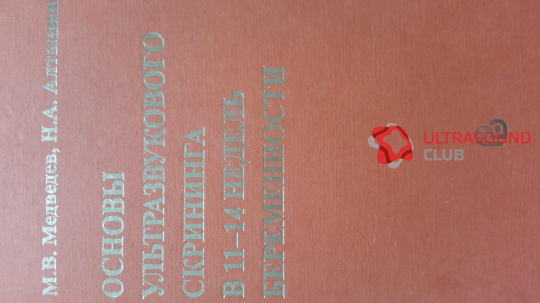 М.В. Медведев, Н.А.
ОСНОВЫ
УЛЬТРАЗВУКОВОГО
СКРИНИНГА
В 11–14 НЕДЕЛЬ
БЕРЕМЕННОСТИ
ULTRASOUND
CLUB